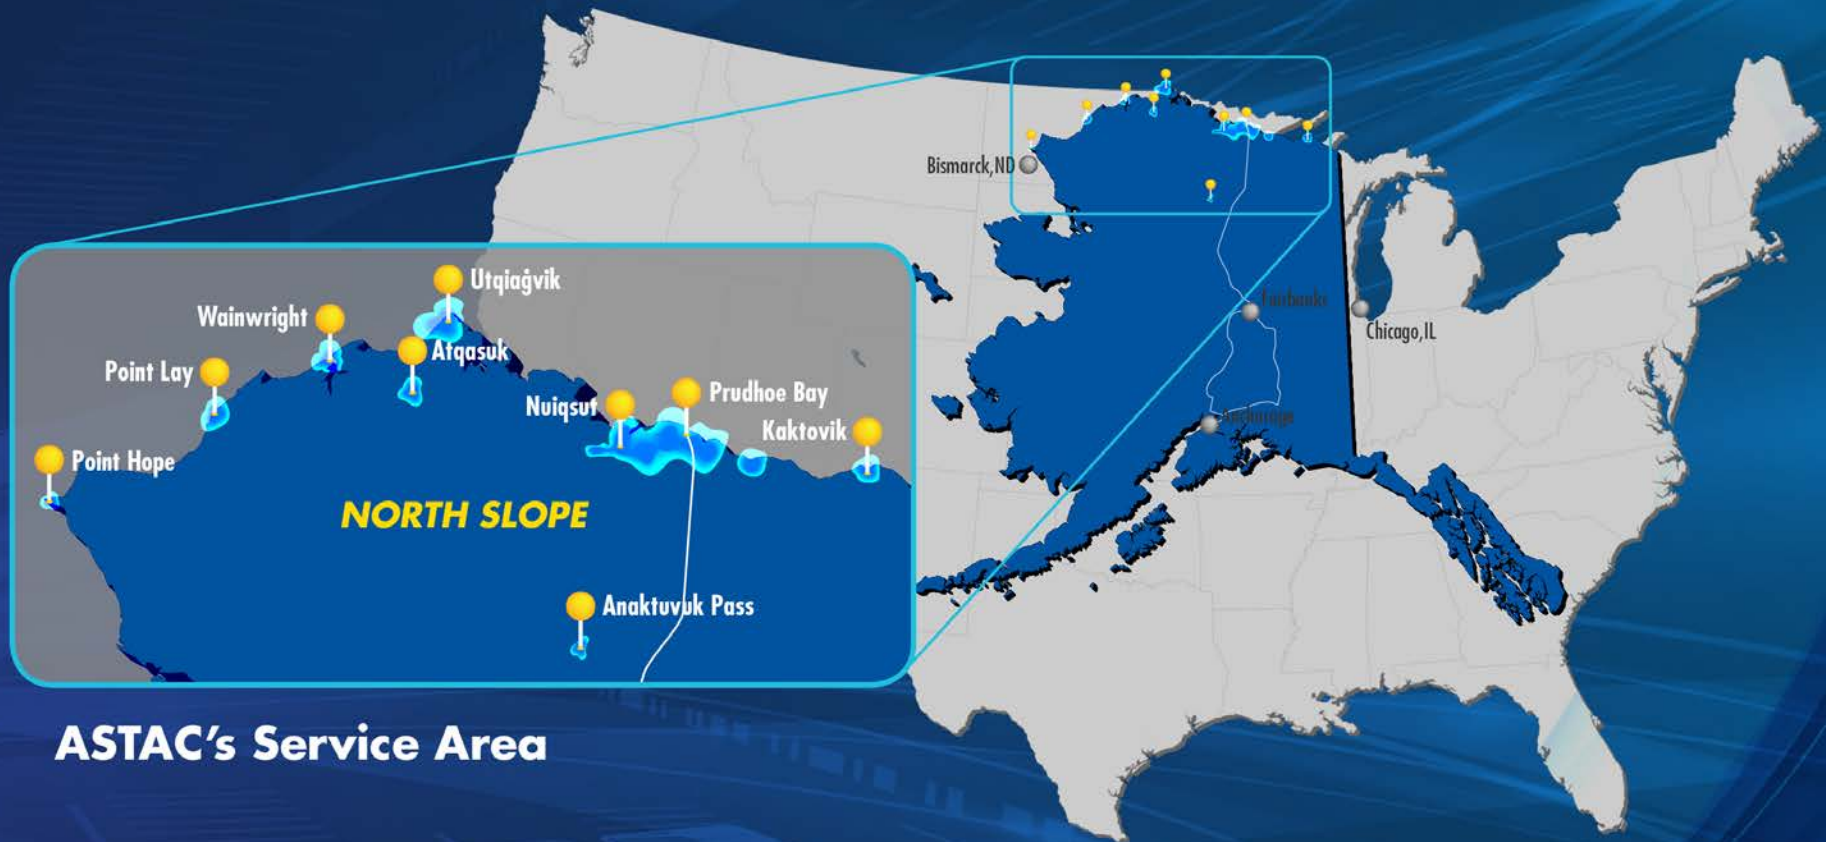 Bismarck,ND
Utqiaġvik
Wainwright
Atqasuk
Point Lay
Nuiqsut
Prudhoe Bay
Kaktovik
Point Hope
NORTH SLOPE
Anaktuvuk Pass
Fairbanks
Chicago,IL
Anchorage
ASTAC's Service Area